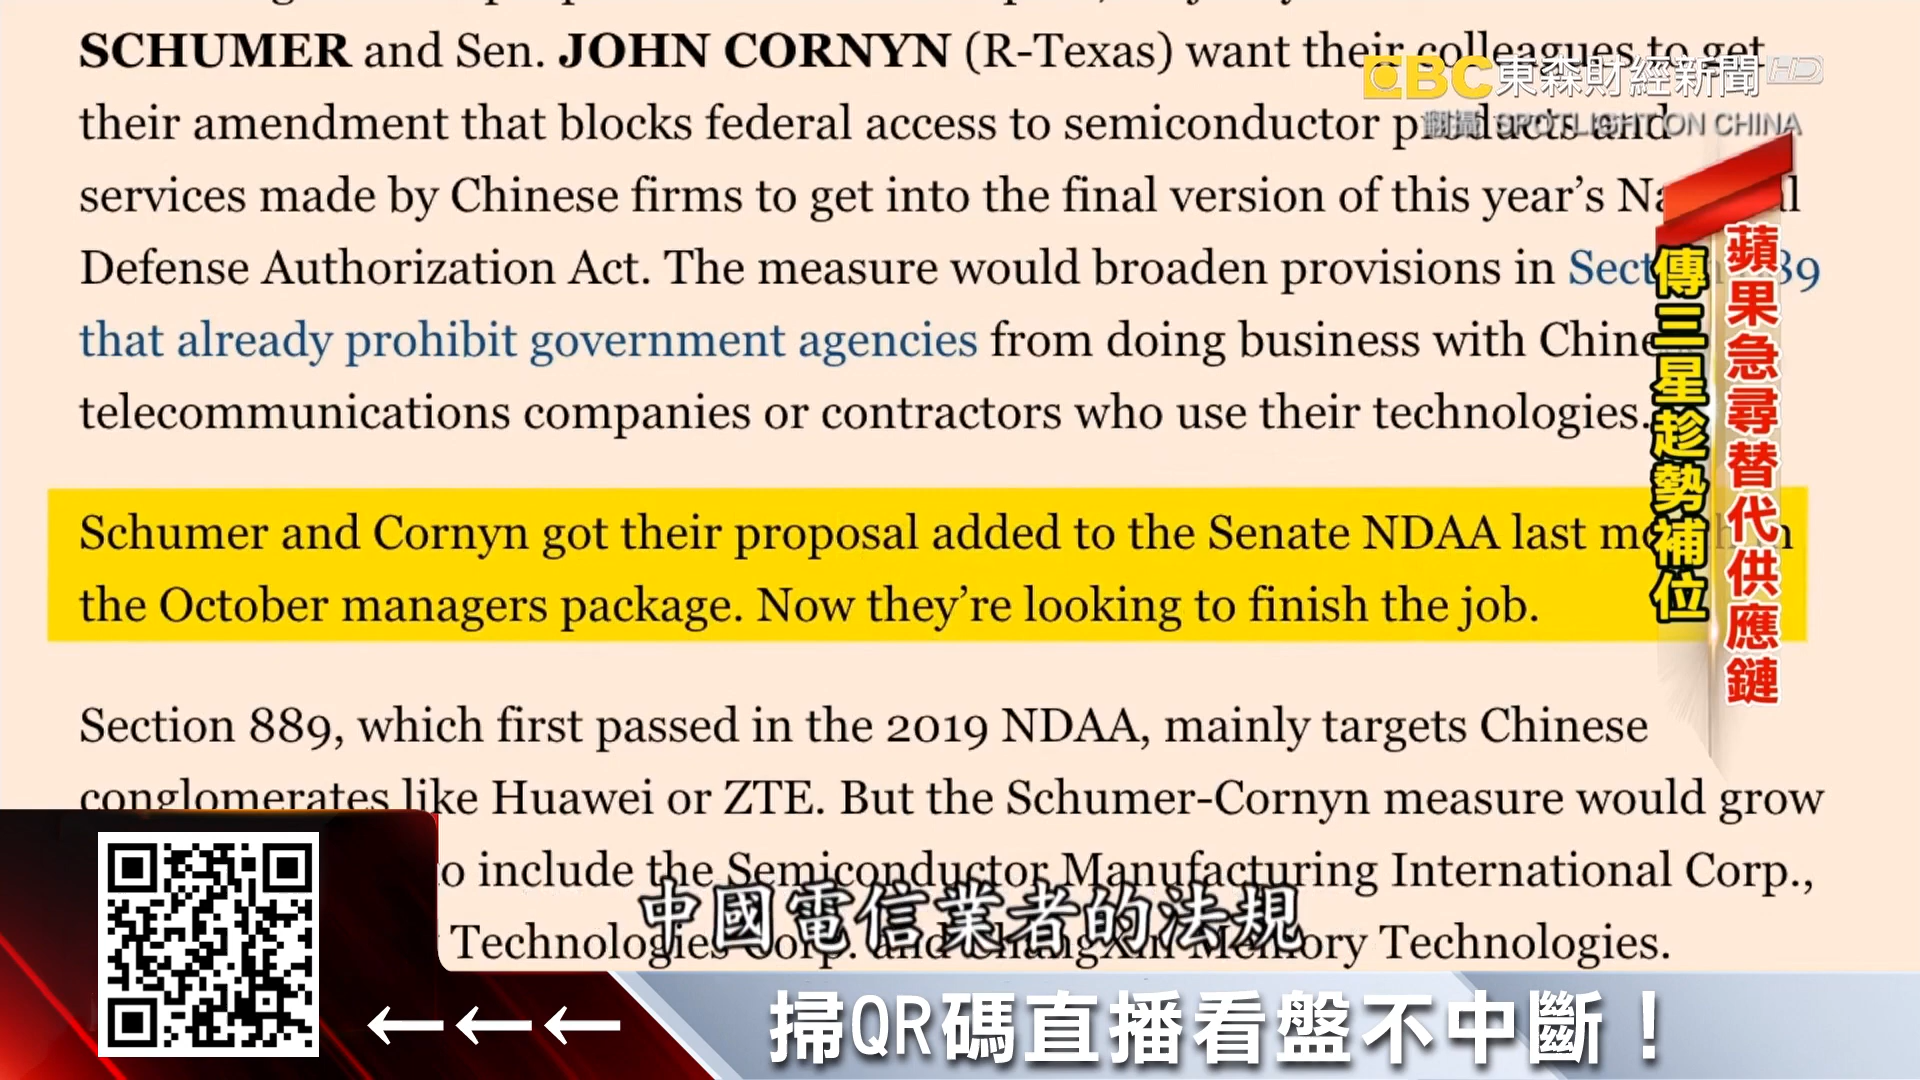 SCHUMER and Sen. JOHN CORNYN (R-Texas) want their colleagues to get
their amendment that blocks federal access to semiconductor products and
services made by Chinese firms to get into the final version of this year's
Defense Authorization Act. The measure would broaden provisions in
that already prohibit government agencies from doing business with
telecommunications companies or contractors who use their technologies.
Schumer and Cornyn got their proposal added to the Senate NDAA last
the October managers package. Now they're looking to finish the job.
Section 889, which first passed in the 2019 NDAA, mainly targets Chinese
conglomerates like Huawei or ZTE. But the Schumer-Cornyn measure would grow
to include the Semiconductor Manufacturing International Corp.,
Technologies Corp. and ChangXin Memory Technologies.
EBC東森財經新聞HD
翻攝 SPOTLIGHT ON CHINA
蘋果急尋替代供應鏈
傳三星趁勢補位
中國電信業者的法規
←←← 掃QR碼直播看盤不中斷！